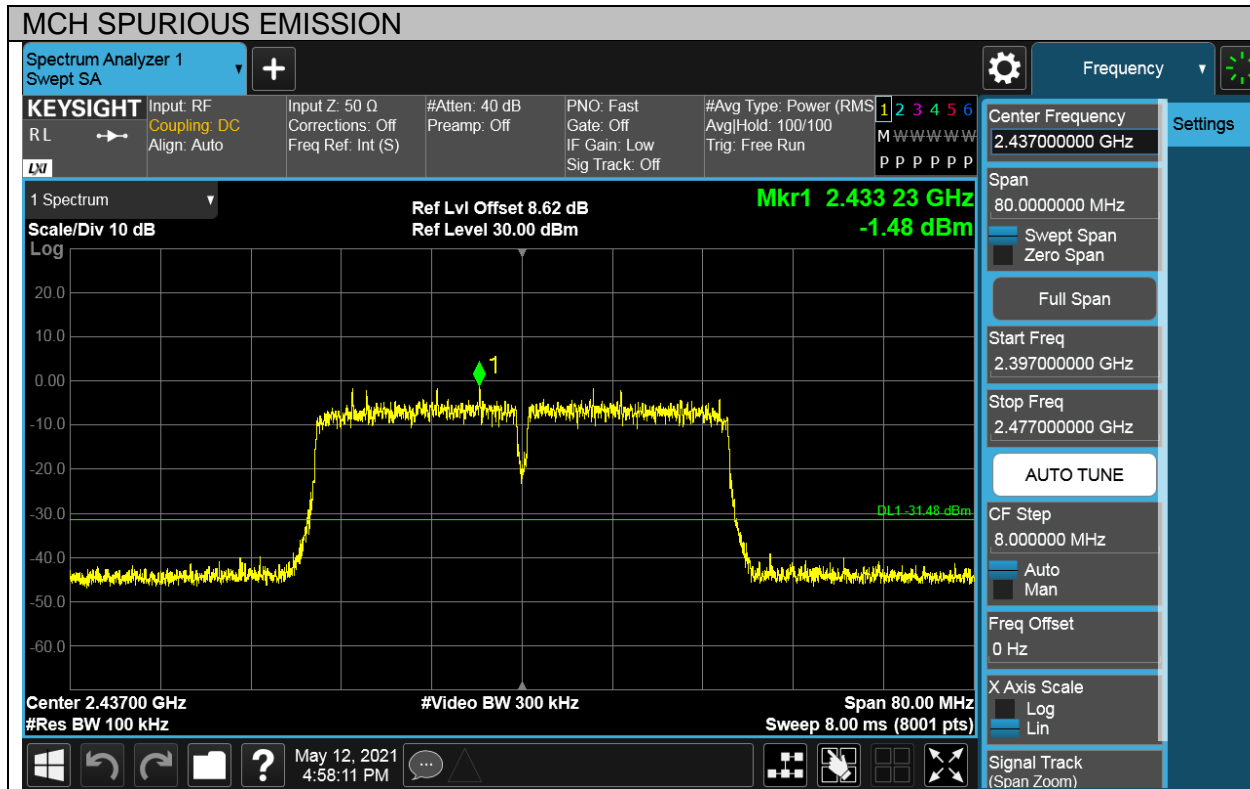 MCH SPURIOUS EMISSION
Spectrum Analyzer 1
Swept SA
Frequency
KEYSIGHT
RL
LXI
Input: RF
Coupling: DC
Align: Auto
Input Z: 50 Ω
Corrections: Off
Freq Ref: Int (S)
#Atten: 40 dB
Preamp: Off
PNO: Fast
Gate: Off
IF Gain: Low
Sig Track: Off
#Avg Type: Power (RMS
Avg|Hold: 100/100
Trig: Free Run
1 2 3 4 5 6
M W W W W W
P P P P P P
1 Spectrum
Scale/Div 10 dB
Ref Lvl Offset 8.62 dB
Ref Level 30.00 dBm
Mkr1 2.433 23 GHz
-1.48 dBm
Log
20.0
10.0
0.00
-10.0
-20.0
-30.0
-40.0
-50.0
-60.0
1
DL1 -31.48 dBm
Center 2.43700 GHz
#Res BW 100 kHz
#Video BW 300 kHz
Span 80.00 MHz
Sweep 8.00 ms (8001 pts)
May 12, 2021
4:58:11 PM
Center Frequency
2.437000000 GHz
Span
80.0000000 MHz
Swept Span
Zero Span
Full Span
Start Freq
2.397000000 GHz
Stop Freq
2.477000000 GHz
AUTO TUNE
CF Step
8.000000 MHz
Auto
Man
Freq Offset
0 Hz
X Axis Scale
Log
Lin
Signal Track
(Span Zoom)
Settings